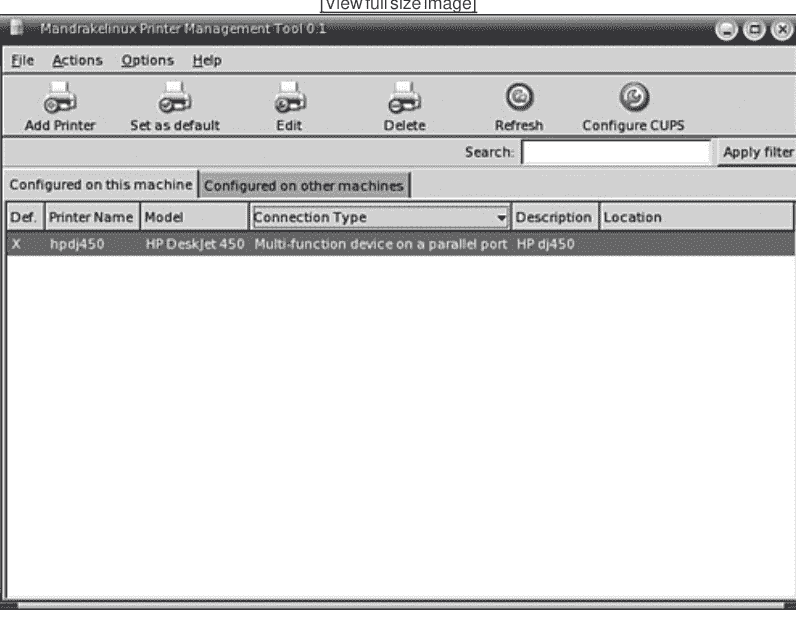 [View full size image]
Mandrakelinux Printer Management Tool 0.1
File Actions Options Help
Add Printer Set as default Edit Delete Refresh Configure CUPS
Search: Apply filter
Configured on this machine Configured on other machines
Def. Printer Name Model Connection Type Description Location
X hpdj450 HP DeskJet 450 Multi-function device on a parallel port HP dj450